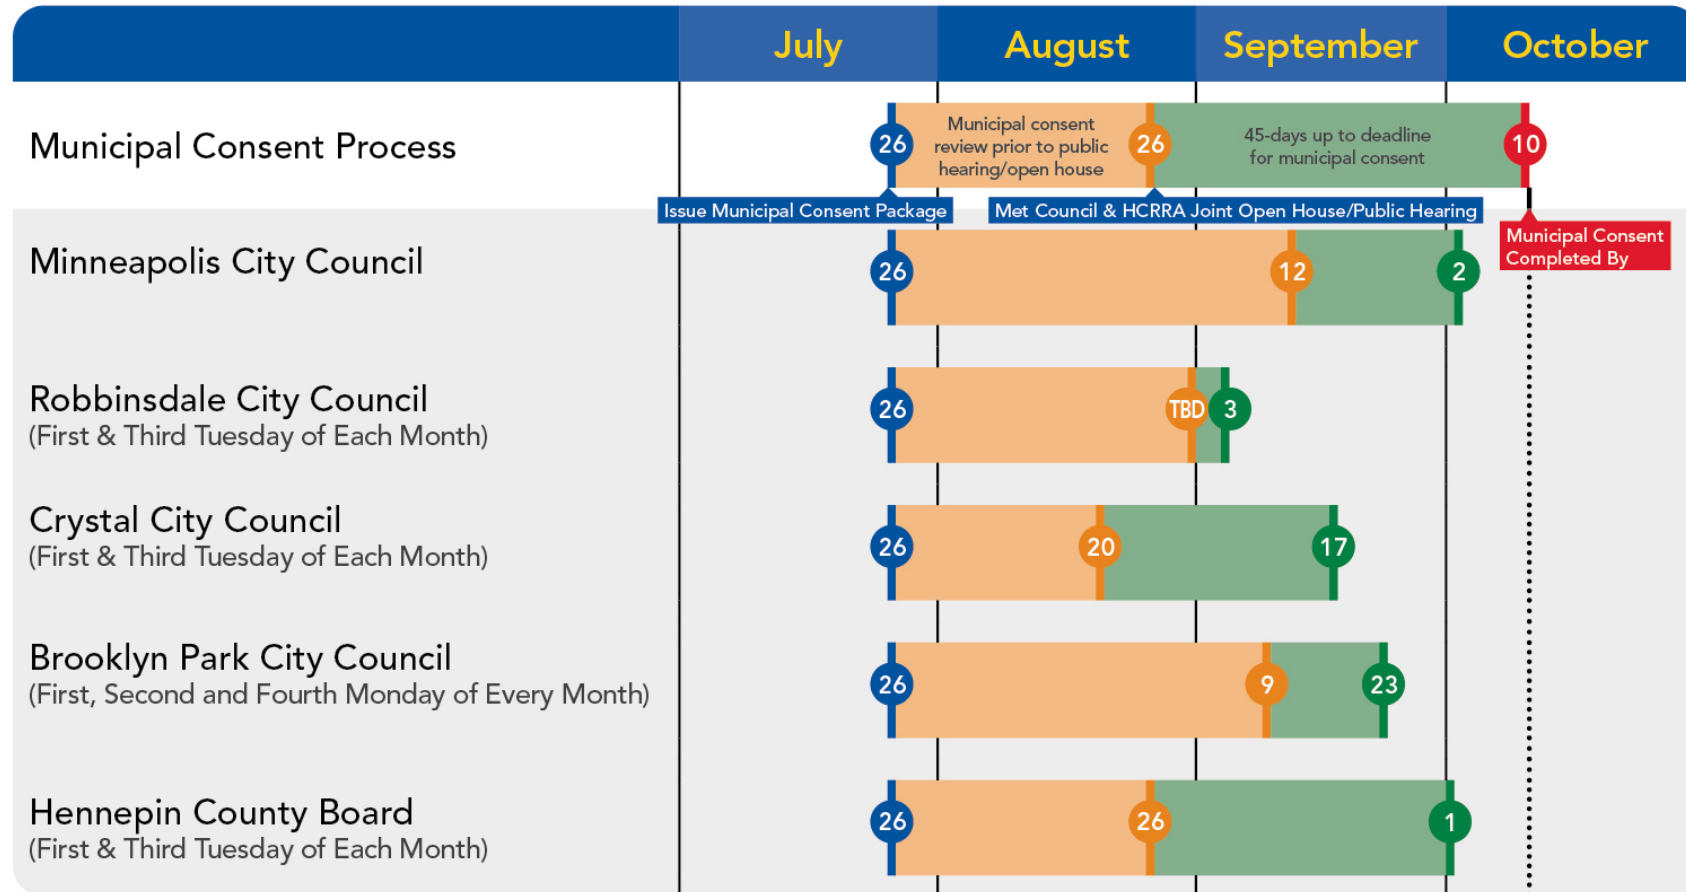 July August September October
Municipal Consent Process
26
Municipal consent
review prior to public
hearing/open house
26
45-days up to deadline
for municipal consent
10
Issue Municipal Consent Package
Met Council & HCRRA Joint Open House/Public Hearing
Municipal Consent
Completed By
Minneapolis City Council
26 12 2
Robbinsdale City Council
(First & Third Tuesday of Each Month)
26 TBD 3
Crystal City Council
(First & Third Tuesday of Each Month)
26 20 17
Brooklyn Park City Council
(First, Second and Fourth Monday of Every Month)
26 9 23
Hennepin County Board
(First & Third Tuesday of Each Month)
26 26 1